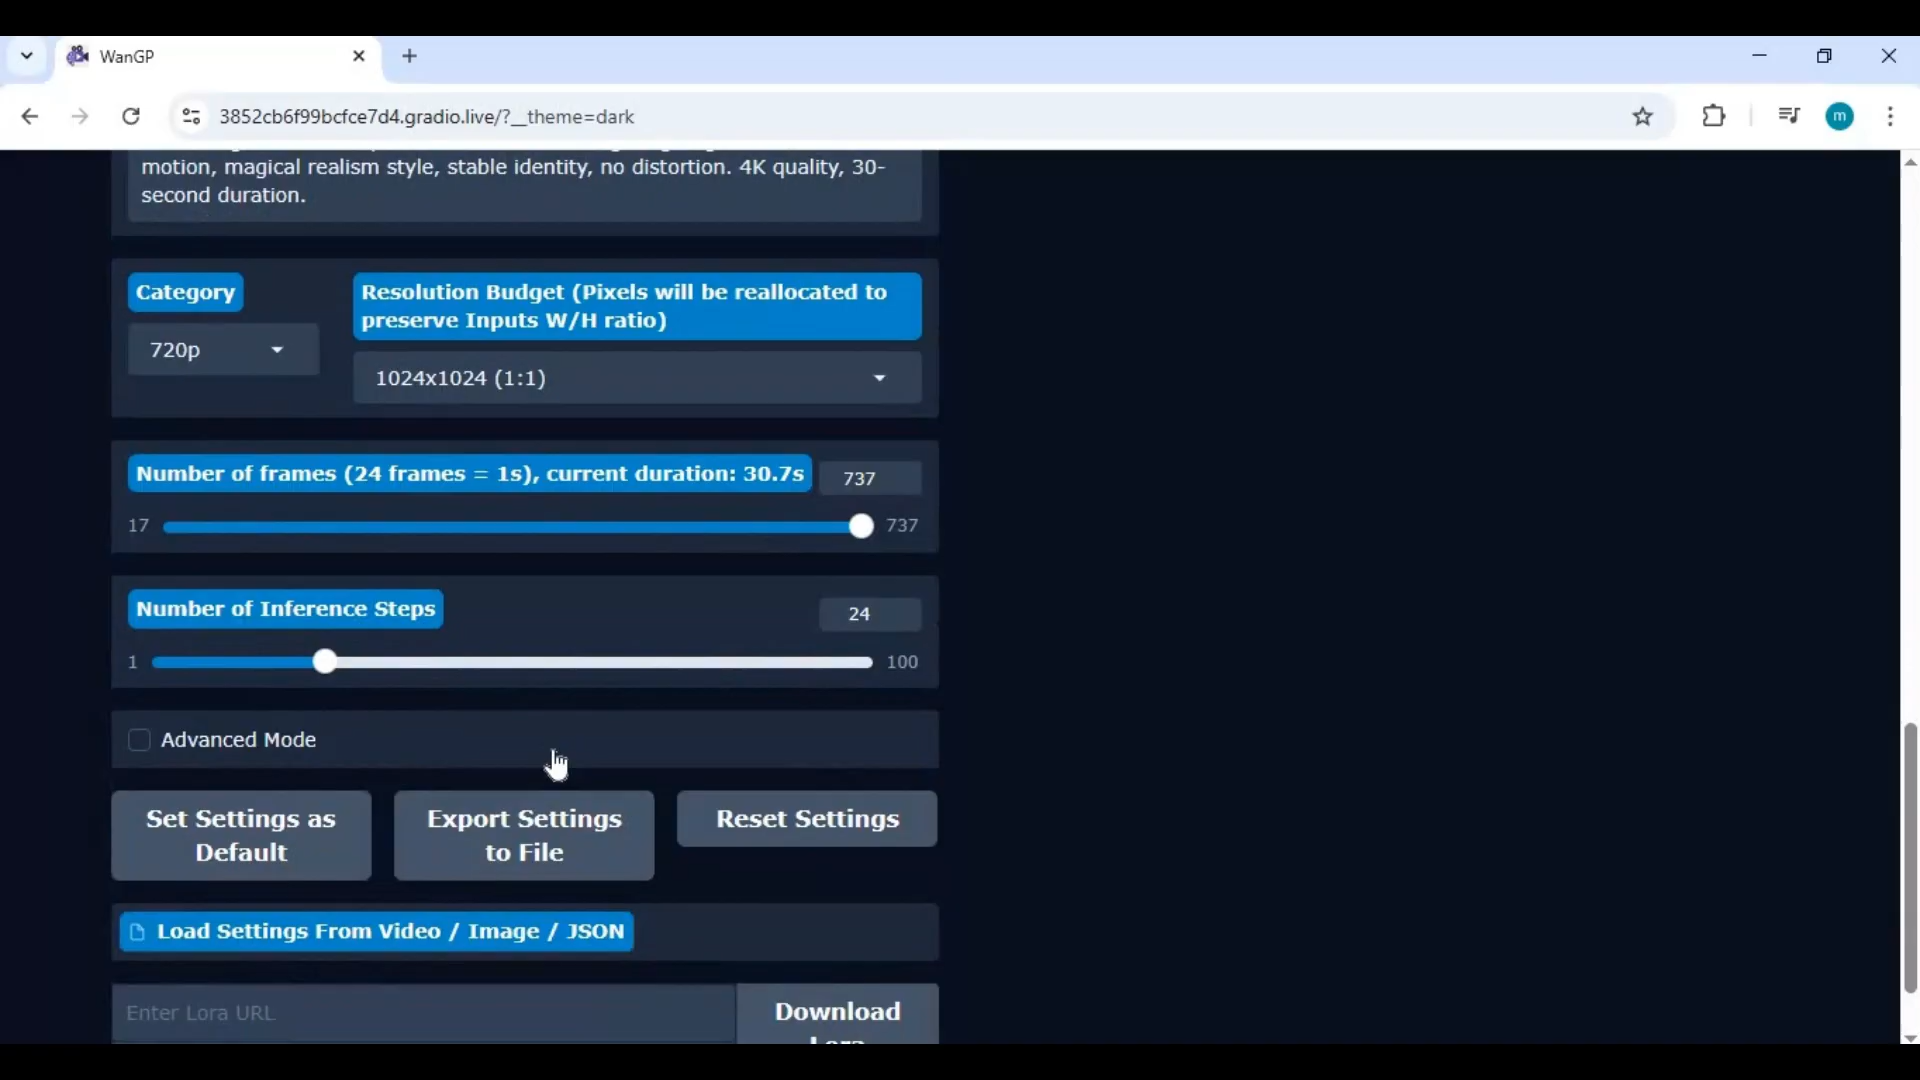 WanGP
3852cb6f99bcfce7d4.gradio.live/?__theme=dark
m
motion, magical realism style, stable identity, no distortion. 4K quality, 30-
second duration.
Category
Resolution Budget (Pixels will be reallocated to
preserve Inputs W/H ratio)
720p
1024x1024 (1:1)
Number of frames (24 frames = 1s), current duration: 30.7s
737
17
737
Number of Inference Steps
24
1
100
Advanced Mode
Set Settings as
Default
Export Settings
to File
Reset Settings
Load Settings From Video / Image / JSON
Enter Lora URL
Download
Lora